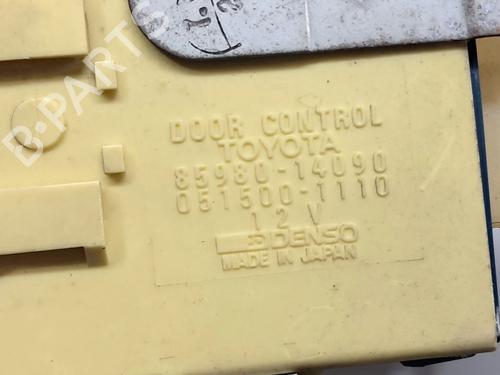 DOOR CONTROL
TOYOTA
85980-14090
051500-1110
12V
DENSO
MADE IN JAPAN
B-PARTS